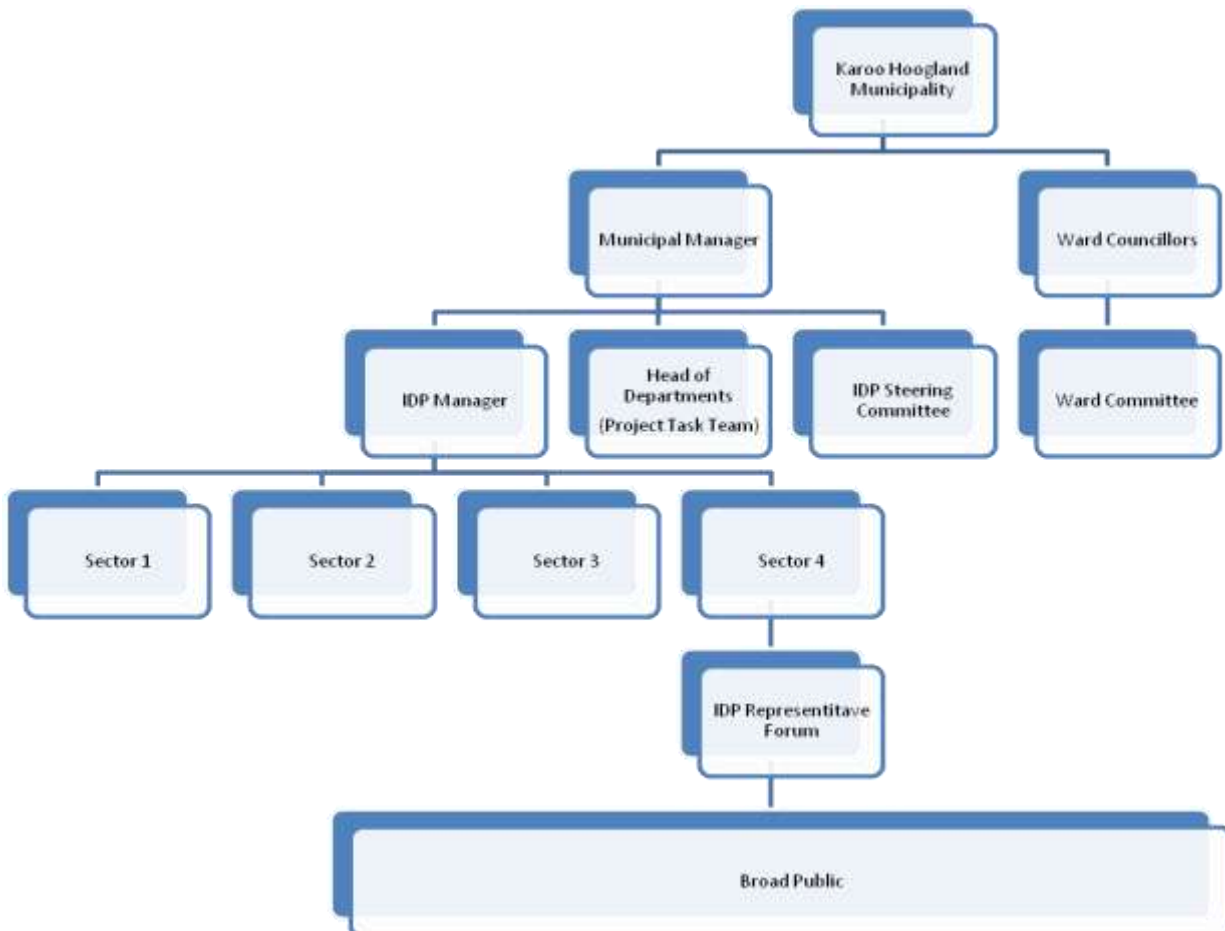 Karoo Hoogland
Municipality
Municipal Manager
Ward Councillors
IDP Manager
Head of
Departments
(Project Task Team)
IDP Steering
Committee
Ward Committee
Sector 1
Sector 2
Sector 3
Sector 4
IDP Representitave
Forum
Broad Public